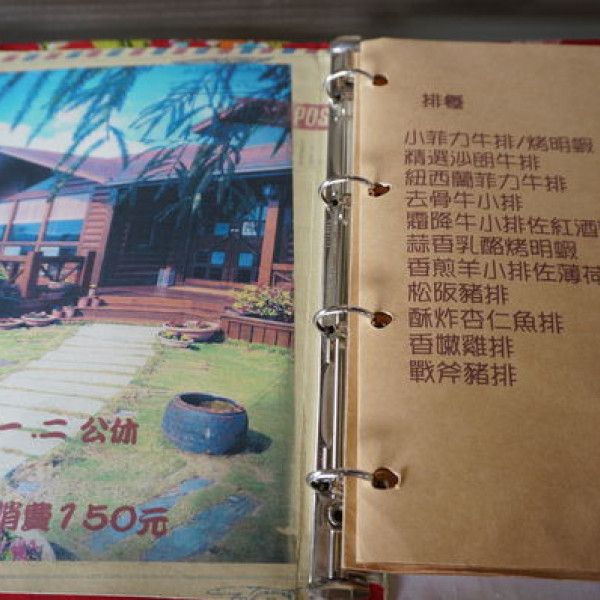 POS
一.二 公休
消費150元
排餐
小菲力牛排/烤明蝦
精選沙朗牛排
紐西蘭菲力牛排
去骨牛小排
霜降牛小排佐紅酒
蒜香乳酪烤明蝦
香煎羊小排佐薄荷
松阪豬排
酥炸杏仁魚排
香嫩雞排
戰斧豬排